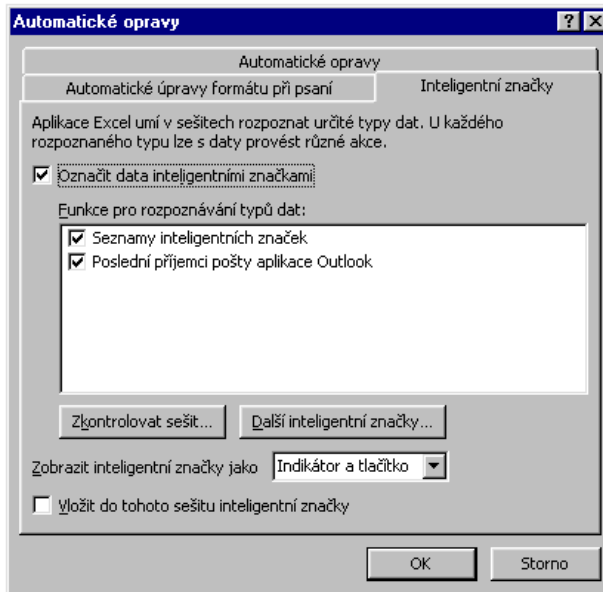 Automatické opravy
Automatické opravy
Automatické úpravy formátu při psaní
Inteligentní značky
Aplikace Excel umí v sešitech rozpoznat určité typy dat. U každého
rozpoznaného typu lze s daty provést různé akce.
Označit data inteligentními značkami
Funkce pro rozpoznávání typů dat:
Seznamy inteligentních značek
Poslední příjemci pošty aplikace Outlook
Zkontrolovat sešit...
Další inteligentní značky...
Zobrazit inteligentní značky jako
Indikátor a tlačítko
Vložit do tohoto sešitu inteligentní značky
OK
Storno